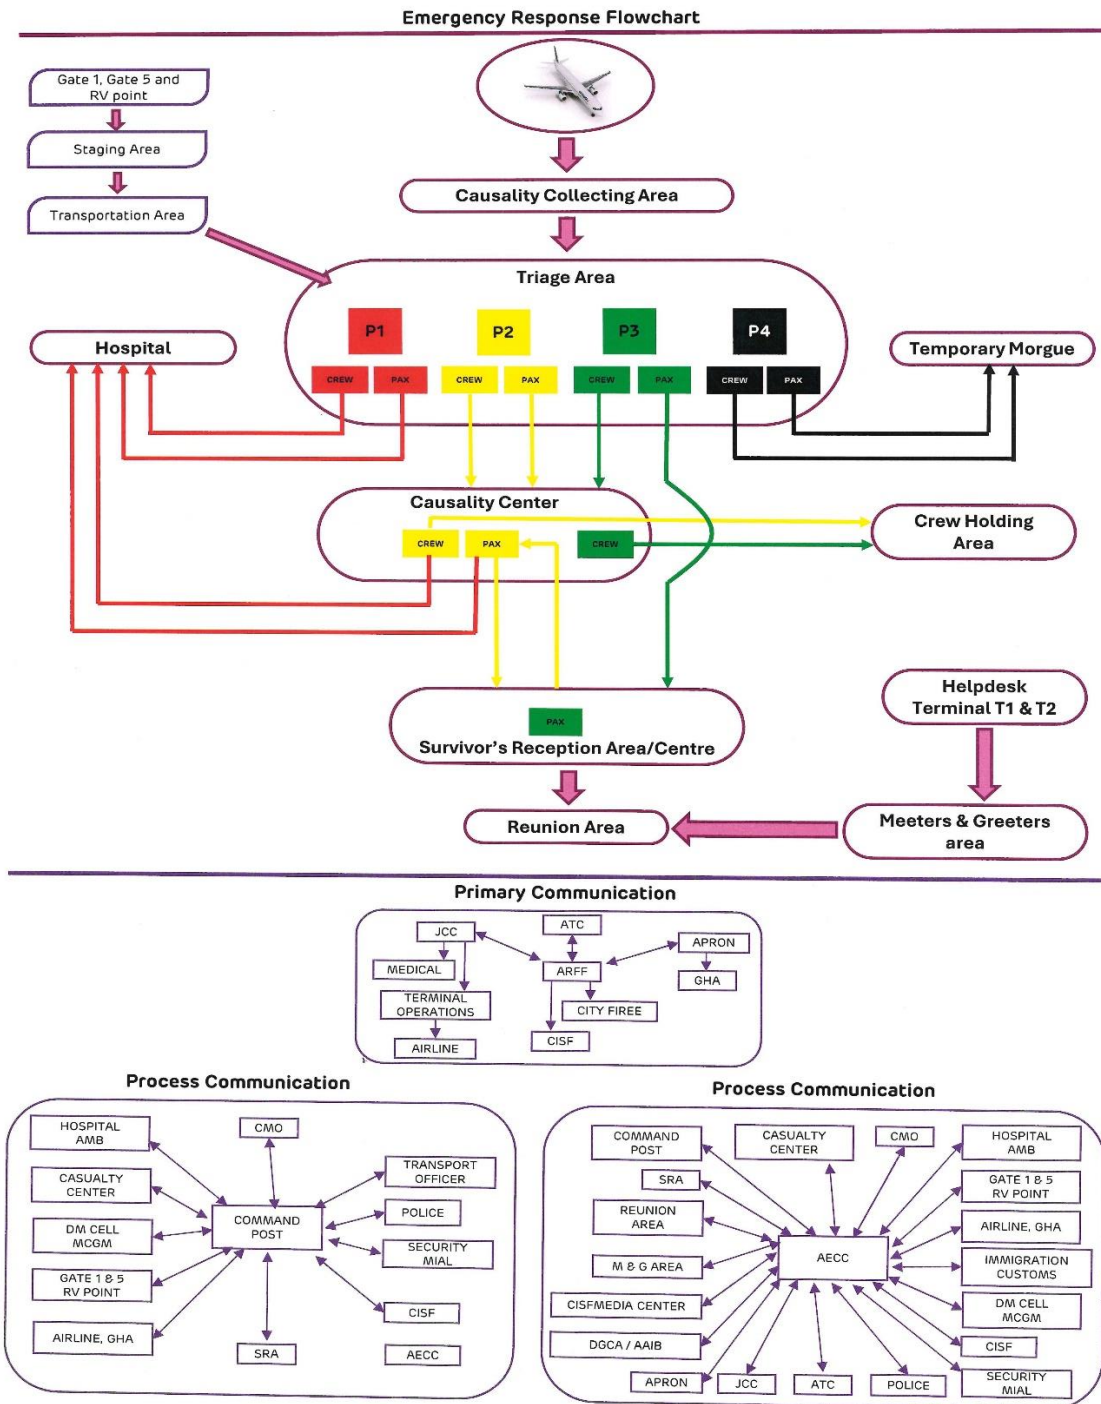 Emergency Response Flowchart
Gate 1, Gate 5 and
RV point
Staging Area
Transportation Area
Causality Collecting Area
Triage Area
P1
P2
P3
P4
CREW
PAX
CREW
PAX
CREW
PAX
CREW
PAX
Hospital
Temporary Morgue
Causality Center
CREW
PAX
CREW
Crew Holding
Area
PAX
Survivor's Reception Area/Centre
Helpdesk
Terminal T1 & T2
Reunion Area
Meeters & Greeters
area
Primary Communication
JCC
ATC
APRON
MEDICAL
ARFF
GHA
TERMINAL
OPERATIONS
CITY FIREE
AIRLINE
CISF
Process Communication
HOSPITAL
AMB
CMO
CASUALTY
CENTER
TRANSPORT
OFFICER
COMMAND
POST
POLICE
DM CELL
MCGM
SECURITY
MIAL
GATE 1 & 5
RV POINT
CISF
AIRLINE, GHA
SRA
AECC
Process Communication
COMMAND
POST
CASUALTY
CENTER
CMO
HOSPITAL
AMB
SRA
GATE 1 & 5
RV POINT
REUNION
AREA
AIRLINE, GHA
M & G AREA
AECC
IMMIGRATION
CUSTOMS
CISFMEDIA CENTER
DM CELL
MCGM
DGCA / AAIB
CISF
APRON
JCC
ATC
POLICE
SECURITY
MIAL